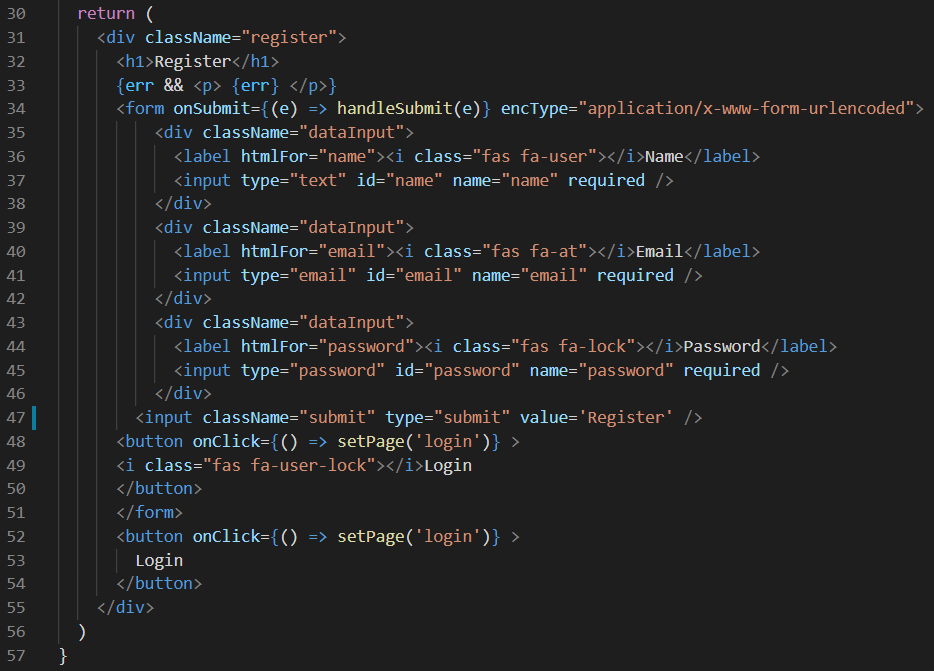 30 return (
31 <div className="register">
32 <h1>Register</h1>
33 {err && <p> {err} </p>}
34 <form onSubmit={(e) => handleSubmit(e)} encType="application/x-www-form-urlencoded">
35 <div className="dataInput">
36 <label htmlFor="name"><i class="fas fa-user"></i>Name</label>
37 <input type="text" id="name" name="name" required />
38 </div>
39 <div className="dataInput">
40 <label htmlFor="email"><i class="fas fa-at"></i>Email</label>
41 <input type="email" id="email" name="email" required />
42 </div>
43 <div className="dataInput">
44 <label htmlFor="password"><i class="fas fa-lock"></i>Password</label>
45 <input type="password" id="password" name="password" required />
46 </div>
47 <input className="submit" type="submit" value='Register' />
48 <button onClick={() => setPage('login')} >
49 <i class="fas fa-user-lock"></i>Login
50 </button>
51 </form>
52 <button onClick={() => setPage('login')} >
53 Login
54 </button>
55 </div>
56 )
57 }